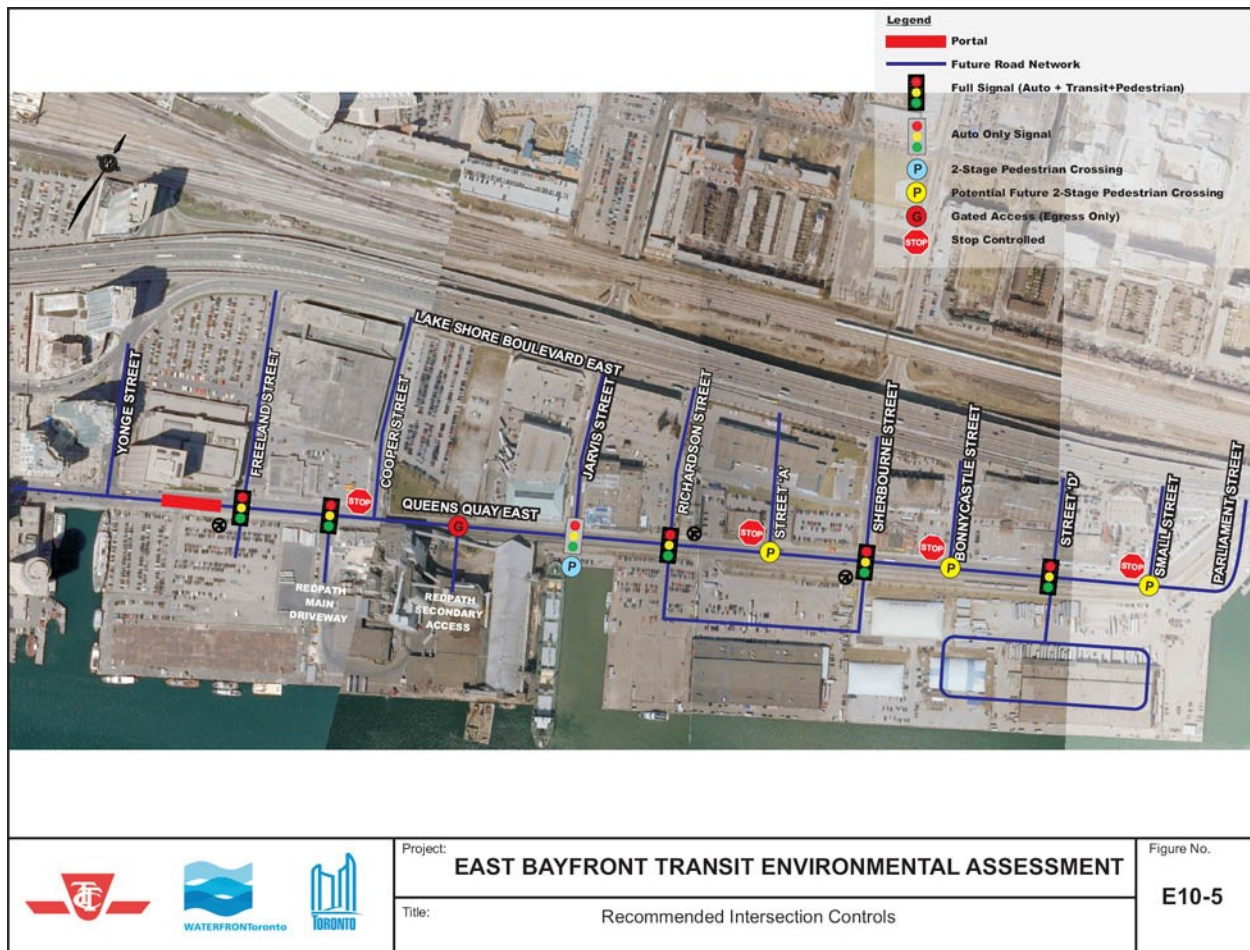 Legend
Portal
Future Road Network
Full Signal (Auto + Transit+Pedestrian)
Auto Only Signal
P
2-Stage Pedestrian Crossing
P
Potential Future 2-Stage Pedestrian Crossing
G
Gated Access (Egress Only)
STOP
Stop Controlled
N
LAKE SHORE BOULEVARD EAST
YONGE STREET
FREELAND STREET
COOPER STREET
JARVIS STREET
RICHARDSON STREET
STREET 'A'
SHERBOURNE STREET
BONNYCASTLE STREET
STREET 'D'
SMALL STREET
PARLIAMENT STREET
STOP
QUEENS QUAY EAST
G
P
STOP
P
STOP
P
STOP
P
REDPATH
MAIN
DRIVEWAY
REDPATH
SECONDARY
ACCESS
TTC
WATERFRONToronto
TORONTO
Project:
EAST BAYFRONT TRANSIT ENVIRONMENTAL ASSESSMENT
Title:
Recommended Intersection Controls
Figure No.
E10-5